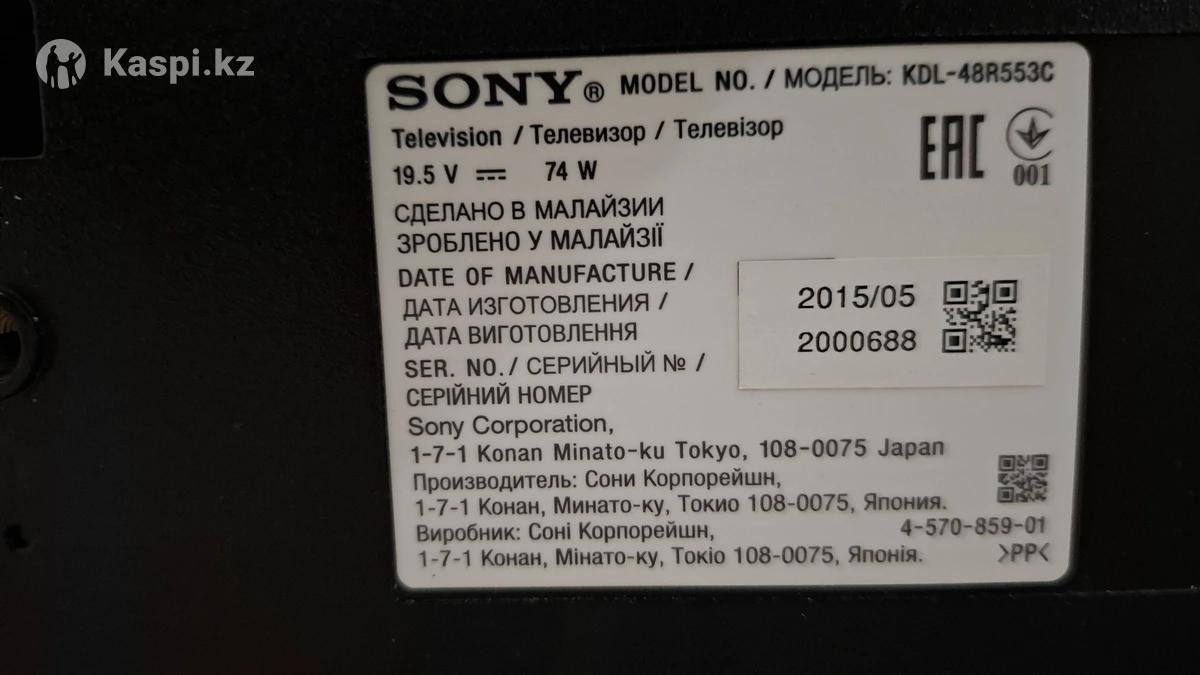 Kaspi.kz
SONY® MODEL NO. / МОДЕЛЬ: KDL-48R553C
Television / Телевизор / Телевізор
19.5 V ⎓ 74 W
EAC
001
СДЕЛАНО В МАЛАЙЗИИ
ЗРОБЛЕНО У МАЛАЙЗІЇ
DATE OF MANUFACTURE /
ДАТА ИЗГОТОВЛЕНИЯ /
ДАТА ВИГОТОВЛЕННЯ
2015/05
SER. NO. / СЕРИЙНЫЙ № /
СЕРІЙНИЙ НОМЕР
2000688
Sony Corporation,
1-7-1 Konan Minato-ku Tokyo, 108-0075 Japan
Производитель: Сони Корпорейшн,
1-7-1 Конан, Минато-ку, Токио 108-0075, Япония.
Виробник: Соні Корпорейшн,
1-7-1 Конан, Мінато-ку, Токіо 108-0075, Японія.
4-570-859-01
>PP<